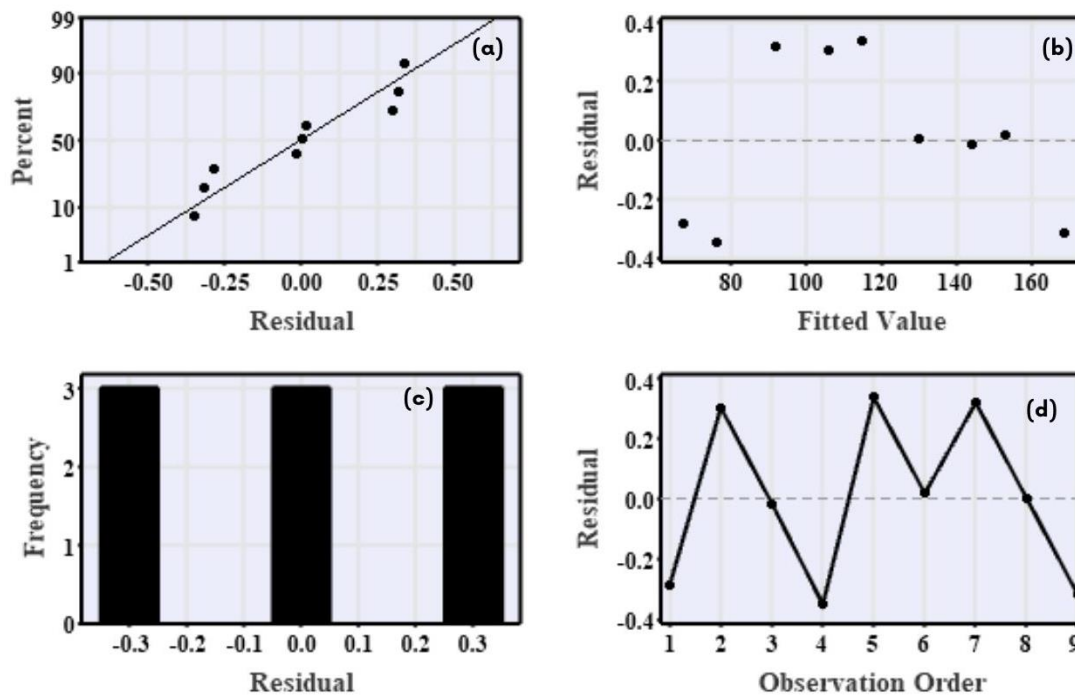 99
90
50
10
1
Percent
(a)
-0.50 -0.25 0.00 0.25 0.50
Residual
0.4
0.2
0.0
-0.2
-0.4
Residual
(b)
80 100 120 140 160
Fitted Value
3
2
1
0
Frequency
(c)
-0.3 -0.2 -0.1 0.0 0.1 0.2 0.3
Residual
0.4
0.2
0.0
-0.2
-0.4
Residual
(d)
1 2 3 4 5 6 7 8 9
Observation Order